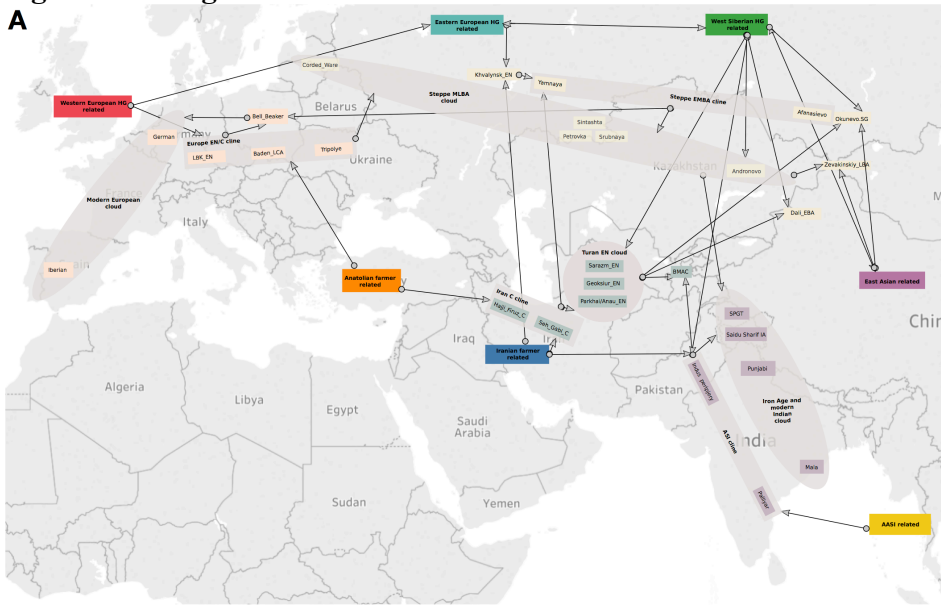 A
Eastern European HG
related
West Siberian HG
related
Corded_Ware
Khvalynsk_EN
Yamnaya
Steppe MLBA
cloud
Steppe EMBA cline
Western European HG
related
Belarus
Afanasievo
Okunevo.SG
Bell_Beaker
German
Europe EN/C cline
Sintashta
Petrovka
Srubnaya
LBK_EN
Baden_LCA
Tripolye
Ukraine
Kazakhstan
Zevakinskiy_LBA
Andronovo
France
Modern European
cloud
Italy
Dali_EBA
Turan EN cloud
Sarazm_EN
Geoksiur_EN
Parkhai/Anau_EN
BMAC
Iberian
Anatolian farmer
related
East Asian related
Iran C cline
Hajji_Firuz_C
Seh_Gabi_C
SPGT
Saidu Sharif IA
Chin
Iraq
Iranian farmer
related
Algeria
Libya
Egypt
Pakistan
Indus_periphery
Punjabi
Saudi
Arabia
Iron Age and
modern
Indian
cloud
India
ASI cline
Mala
Sudan
Yemen
Paliyar
AASI related